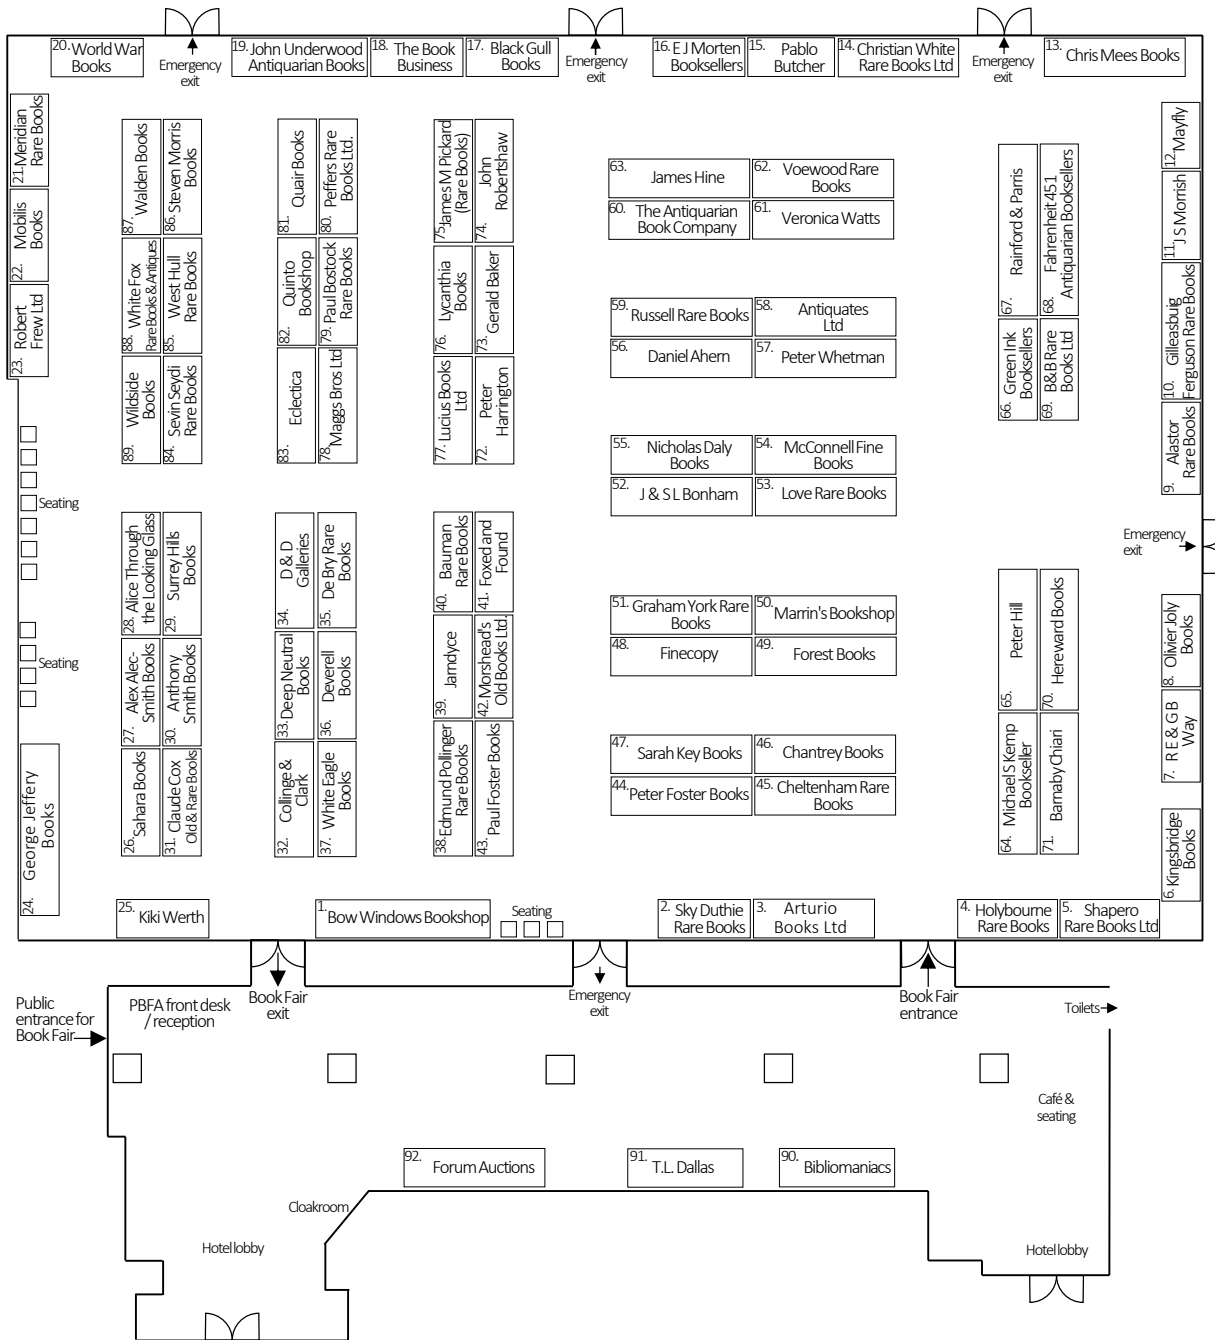 20. World War
Books
Emergency
exit
19. John Underwood
Antiquarian Books
18. The Book
Business
17. Black Gull
Books
Emergency
exit
16. E J Morten
Booksellers
15. Pablo
Butcher
14. Christian White
Rare Books Ltd
Emergency
exit
13. Chris Mees Books
21. Meridian
Rare Books
22. Mobilis
Books
23. Robert
Frew Ltd
87. Walden Books
86. Steven Morris
Books
88. White Fox
Rare Books & Antiques
85. West Hull
Rare Books
89. Wildside
Books
84. Sevin Seydi
Rare Books
81. Quair Books
80. Peffers Rare
Books Ltd.
82. Quinto
Bookshop
79. Paul Bostock
Rare Books
83. Eclectica
78. Maggs Bros Ltd
75. James M Pickard
(Rare Books)
74. John
Robertshaw
76. Lycanthia
Books
73. Gerald Baker
77. Lucius Books
Ltd
72. Peter
Harrington
63. James Hine
62. Voewood Rare
Books
60. The Antiquarian
Book Company
61. Veronica Watts
59. Russell Rare Books
58. Antiquates
Ltd
56. Daniel Ahern
57. Peter Whetman
55. Nicholas Daly
Books
54. McConnell Fine
Books
52. J & S L Bonham
53. Love Rare Books
67. Rainford & Parris
68. Fahrenheit 451
Antiquarian Booksellers
66. Green Ink
Booksellers
69. B&B Rare
Books Ltd
12. Mayfly
11. J S Morrish
10. Gilleasbuig
Ferguson Rare Books
9. Alastor
Rare Books
Emergency
exit
Seating
Seating
28. Alice Through
the Looking Glass
29. Surrey Hills
Books
27. Alex Alec-
Smith Books
30. Anthony
Smith Books
26. Sahara Books
31. Claude Cox
Old & Rare Books
34. D & D
Galleries
35. De Bry Rare
Books
33. Deep Neutral
Books
36. Deverell
Books
32. Collinge &
Clark
37. White Eagle
Books
40. Bauman
Rare Books
41. Foxed and
Found
39. Jarndyce
42. Morshead's
Old Books Ltd.
38. Edmund Pollinger
Rare Books
43. Paul Foster Books
51. Graham York Rare
Books
50. Marrin's Bookshop
48. Finecopy
49. Forest Books
47. Sarah Key Books
46. Chantrey Books
44. Peter Foster Books
45. Cheltenham Rare
Books
65. Peter Hill
70. Hereward Books
64. Michael S Kemp
Bookseller
71. Barnaby Chiari
8. Olivier Joly
Books
7. R E & G B
Way
6. Kingsbridge
Books
24. George Jeffery
Books
25. Kiki Werth
1. Bow Windows Bookshop
Seating
2. Sky Duthie
Rare Books
3. Arturio
Books Ltd
4. Holybourne
Rare Books
5. Shapero
Rare Books Ltd
Public
entrance for
Book Fair
PBFA front desk
/ reception
Book Fair
exit
Emergency
exit
Book Fair
entrance
Toilets
Café &
seating
92. Forum Auctions
91. T.L. Dallas
90. Bibliomaniacs
Cloakroom
Hotel lobby
Hotel lobby